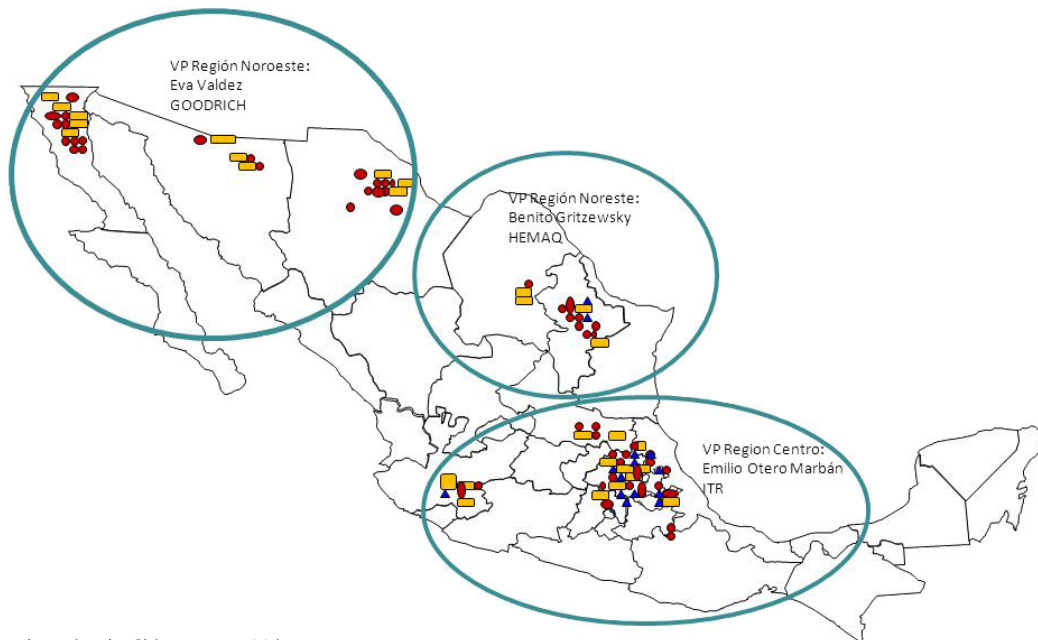 VP Región Noroeste:
Eva Valdez
GOODRICH
VP Región Noreste:
Benito Gritzewsky
HEMAQ
VP Region Centro:
Emilio Otero Marbán
ITR